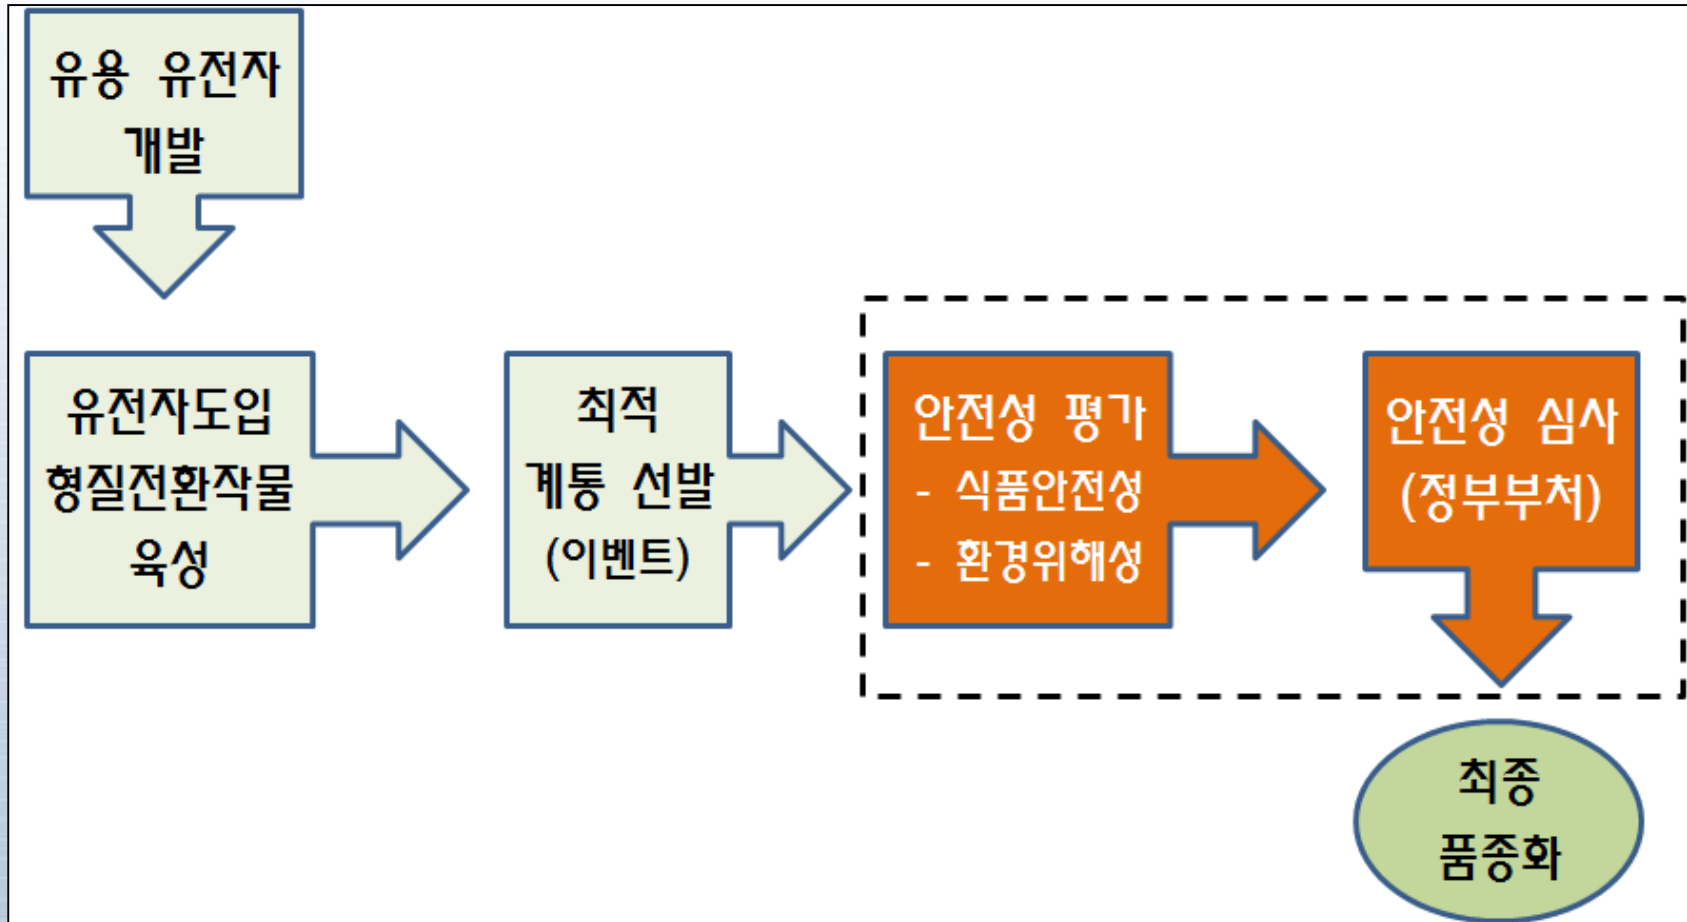 유용 유전자
개발
유전자도입
형질전환작물
육성
최적
계통 선발
(이벤트)
안전성 평가
- 식품안전성
- 환경위해성
안전성 심사
(정부부처)
최종
품종화